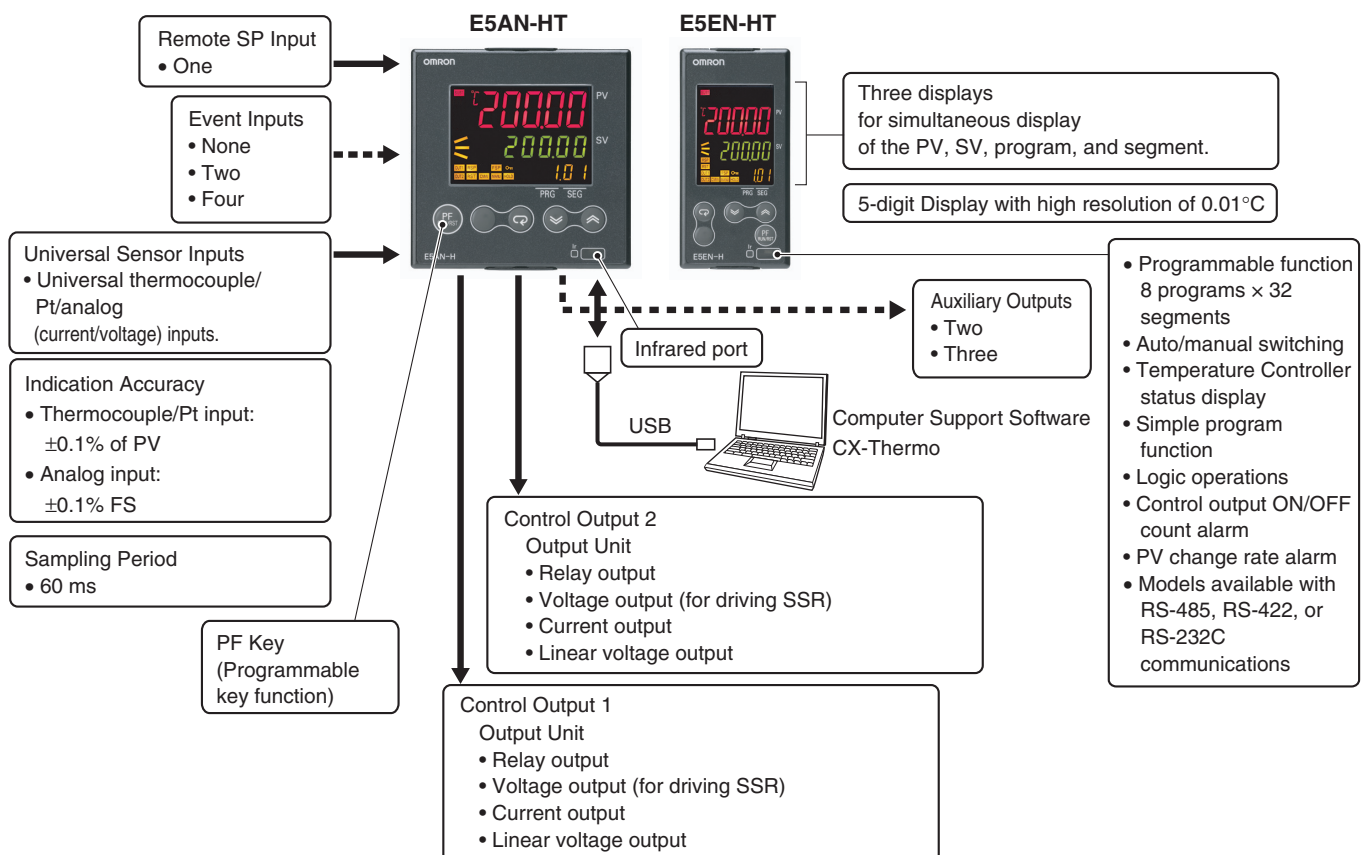 E5AN-HT
E5EN-HT
Remote SP Input
• One
Event Inputs
• None
• Two
• Four
Universal Sensor Inputs
• Universal thermocouple/
Pt/analog
(current/voltage) inputs.
Indication Accuracy
• Thermocouple/Pt input:
±0.1% of PV
• Analog input:
±0.1% FS
Sampling Period
• 60 ms
PF Key
(Programmable
key function)
OMRON
°C 200.00 PV
200.00 SV
1.01
PRG SEG
PF
Ir
E5AN-H
OMRON
°C 200.00 PV
200.00 SV
1.01
PRG SEG
PF
RUN/RST
Ir
E5EN-H
Three displays
for simultaneous display
of the PV, SV, program, and segment.
5-digit Display with high resolution of 0.01°C
• Programmable function
8 programs × 32
segments
• Auto/manual switching
• Temperature Controller
status display
• Simple program
function
• Logic operations
• Control output ON/OFF
count alarm
• PV change rate alarm
• Models available with
RS-485, RS-422, or
RS-232C
communications
Auxiliary Outputs
• Two
• Three
Infrared port
USB
Computer Support Software
CX-Thermo
Control Output 2
Output Unit
• Relay output
• Voltage output (for driving SSR)
• Current output
• Linear voltage output
Control Output 1
Output Unit
• Relay output
• Voltage output (for driving SSR)
• Current output
• Linear voltage output